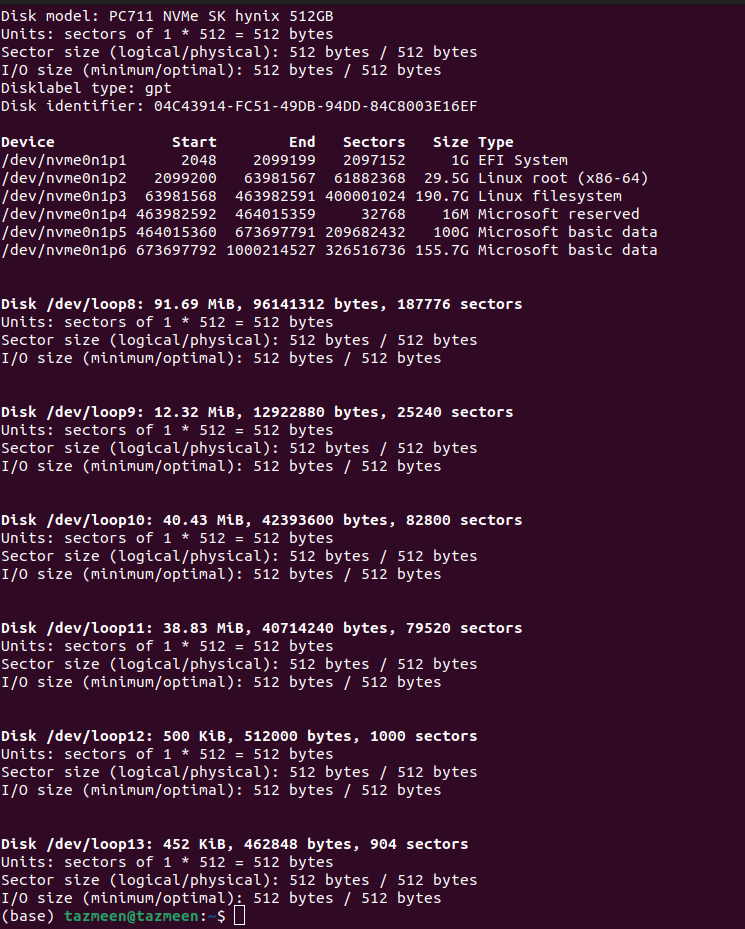 Disk model: PC711 NVMe SK hynix 512GB
Units: sectors of 1 * 512 = 512 bytes
Sector size (logical/physical): 512 bytes / 512 bytes
I/O size (minimum/optimal): 512 bytes / 512 bytes
Disklabel type: gpt
Disk identifier: 04C43914-FC51-49DB-94DD-84C8003E16EF
Device Start End Sectors Size Type
/dev/nvme0n1p1 2048 2099199 2097152 1G EFI System
/dev/nvme0n1p2 2099200 63981567 61882368 29.5G Linux root (x86-64)
/dev/nvme0n1p3 63981568 463982591 400001024 190.7G Linux filesystem
/dev/nvme0n1p4 463982592 464015359 32768 16M Microsoft reserved
/dev/nvme0n1p5 464015360 673697791 209682432 100G Microsoft basic data
/dev/nvme0n1p6 673697792 1000214527 326516736 155.7G Microsoft basic data
Disk /dev/loop8: 91.69 MiB, 96141312 bytes, 187776 sectors
Units: sectors of 1 * 512 = 512 bytes
Sector size (logical/physical): 512 bytes / 512 bytes
I/O size (minimum/optimal): 512 bytes / 512 bytes
Disk /dev/loop9: 12.32 MiB, 12922880 bytes, 25240 sectors
Units: sectors of 1 * 512 = 512 bytes
Sector size (logical/physical): 512 bytes / 512 bytes
I/O size (minimum/optimal): 512 bytes / 512 bytes
Disk /dev/loop10: 40.43 MiB, 42393600 bytes, 82800 sectors
Units: sectors of 1 * 512 = 512 bytes
Sector size (logical/physical): 512 bytes / 512 bytes
I/O size (minimum/optimal): 512 bytes / 512 bytes
Disk /dev/loop11: 38.83 MiB, 40714240 bytes, 79520 sectors
Units: sectors of 1 * 512 = 512 bytes
Sector size (logical/physical): 512 bytes / 512 bytes
I/O size (minimum/optimal): 512 bytes / 512 bytes
Disk /dev/loop12: 500 KiB, 512000 bytes, 1000 sectors
Units: sectors of 1 * 512 = 512 bytes
Sector size (logical/physical): 512 bytes / 512 bytes
I/O size (minimum/optimal): 512 bytes / 512 bytes
Disk /dev/loop13: 452 KiB, 462848 bytes, 904 sectors
Units: sectors of 1 * 512 = 512 bytes
Sector size (logical/physical): 512 bytes / 512 bytes
I/O size (minimum/optimal): 512 bytes / 512 bytes
(base) tazmeen@tazmeen:~$